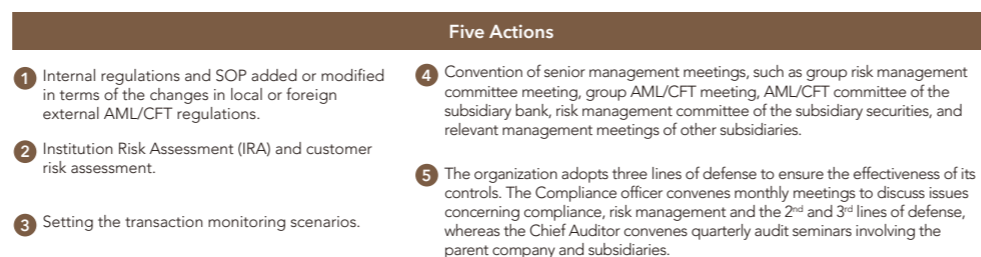 Five Actions
1 Internal regulations and SOP added or modified
in terms of the changes in local or foreign
external AML/CFT regulations.
2 Institution Risk Assessment (IRA) and customer
risk assessment.
3 Setting the transaction monitoring scenarios.
4 Convention of senior management meetings, such as group risk management
committee meeting, group AML/CFT meeting, AML/CFT committee of the
subsidiary bank, risk management committee of the subsidiary securities, and
relevant management meetings of other subsidiaries.
5 The organization adopts three lines of defense to ensure the effectiveness of its
controls. The Compliance officer convenes monthly meetings to discuss issues
concerning compliance, risk management and the 2nd and 3rd lines of defense,
whereas the Chief Auditor convenes quarterly audit seminars involving the
parent company and subsidiaries.